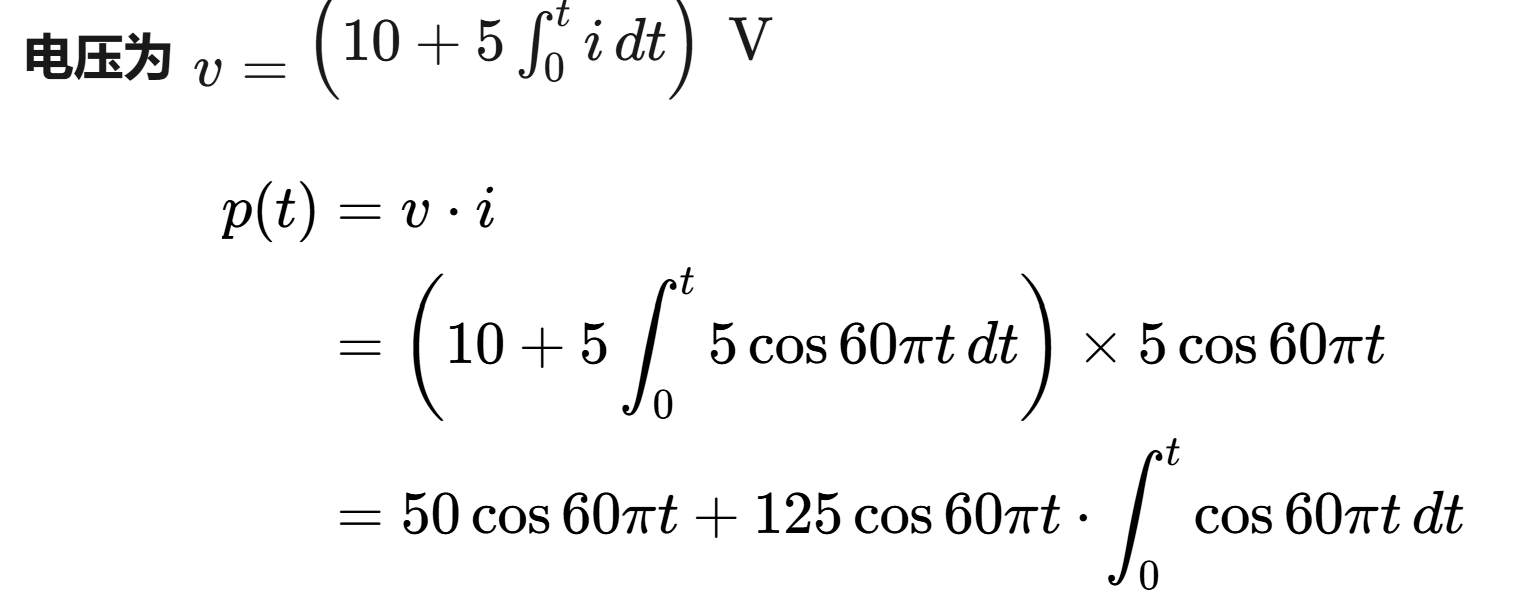 电压为 v = (10 + 5 ∫₀ᵗ i dt) V
p(t) = v · i
= (10 + 5 ∫₀ᵗ 5 cos 60πt dt) × 5 cos 60πt
= 50 cos 60πt + 125 cos 60πt · ∫₀ᵗ cos 60πt dt